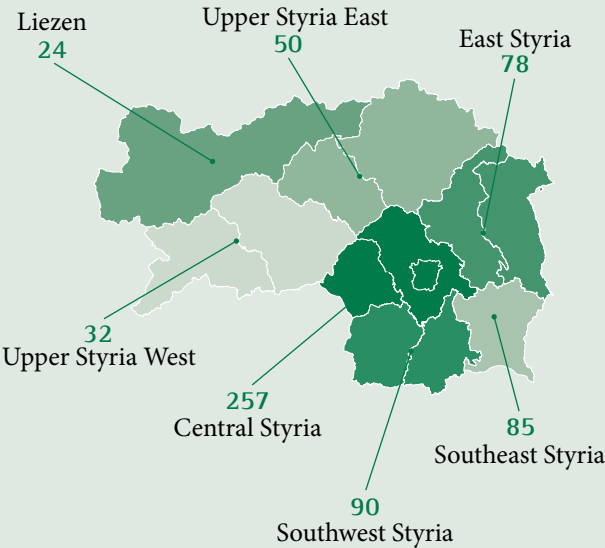 Liezen
24
Upper Styria East
50
East Styria
78
32
Upper Styria West
257
Central Styria
85
Southeast Styria
90
Southwest Styria